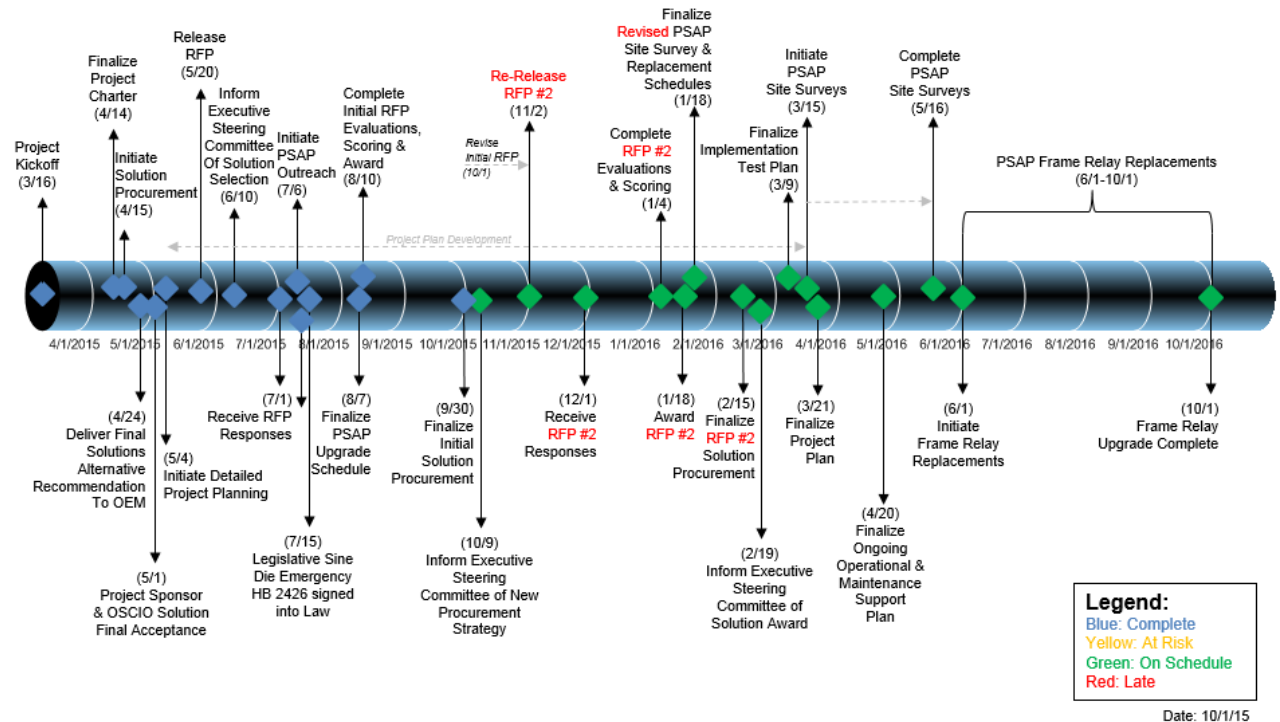 Project
Kickoff
(3/16)
Finalize
Project
Charter
(4/14)
Initiate
Solution
Procurement
(4/15)
Release
RFP
(5/20)
Inform
Executive
Steering
Committee
Of Solution
Selection
(6/10)
Initiate
PSAP
Outreach
(7/6)
Complete
Initial RFP
Evaluations,
Scoring &
Award
(8/10)
Revise
Initial RFP
(10/1)
Re-Release
RFP #2
(11/2)
Complete
RFP #2
Evaluations
& Scoring
(1/4)
Finalize
Revised PSAP
Site Survey &
Replacement
Schedules
(1/18)
Finalize
Implementation
Test Plan
(3/9)
Initiate
PSAP
Site Surveys
(3/15)
Complete
PSAP
Site Surveys
(5/16)
PSAP Frame Relay Replacements
(6/1-10/1)
Project Plan Development
4/1/2015 5/1/2015 6/1/2015 7/1/2015 8/1/2015 9/1/2015 10/1/2015 11/1/2015 12/1/2015 1/1/2016 2/1/2016 3/1/2016 4/1/2016 5/1/2016 6/1/2016 7/1/2016 8/1/2016 9/1/2016 10/1/2016
(4/24)
Deliver Final
Solutions
Alternative
Recommendation
To OEM
(5/1)
Project Sponsor
& OSCIO Solution
Final Acceptance
(5/4)
Initiate Detailed
Project Planning
(7/1)
Receive RFP
Responses
(7/15)
Legislative Sine
Die Emergency
HB 2426 signed
into Law
(8/7)
Finalize
PSAP
Upgrade
Schedule
(9/30)
Finalize
Initial
Solution
Procurement
(10/9)
Inform Executive
Steering
Committee of New
Procurement
Strategy
(12/1)
Receive
RFP #2
Responses
(1/18)
Award
RFP #2
(2/15)
Finalize
RFP #2
Solution
Procurement
(2/19)
Inform Executive
Steering
Committee of
Solution Award
(3/21)
Finalize
Project
Plan
(4/20)
Finalize
Ongoing
Operational &
Maintenance
Support
Plan
(6/1)
Initiate
Frame Relay
Replacements
(10/1)
Frame Relay
Upgrade Complete
Legend:
Blue: Complete
Yellow: At Risk
Green: On Schedule
Red: Late
Date: 10/1/15